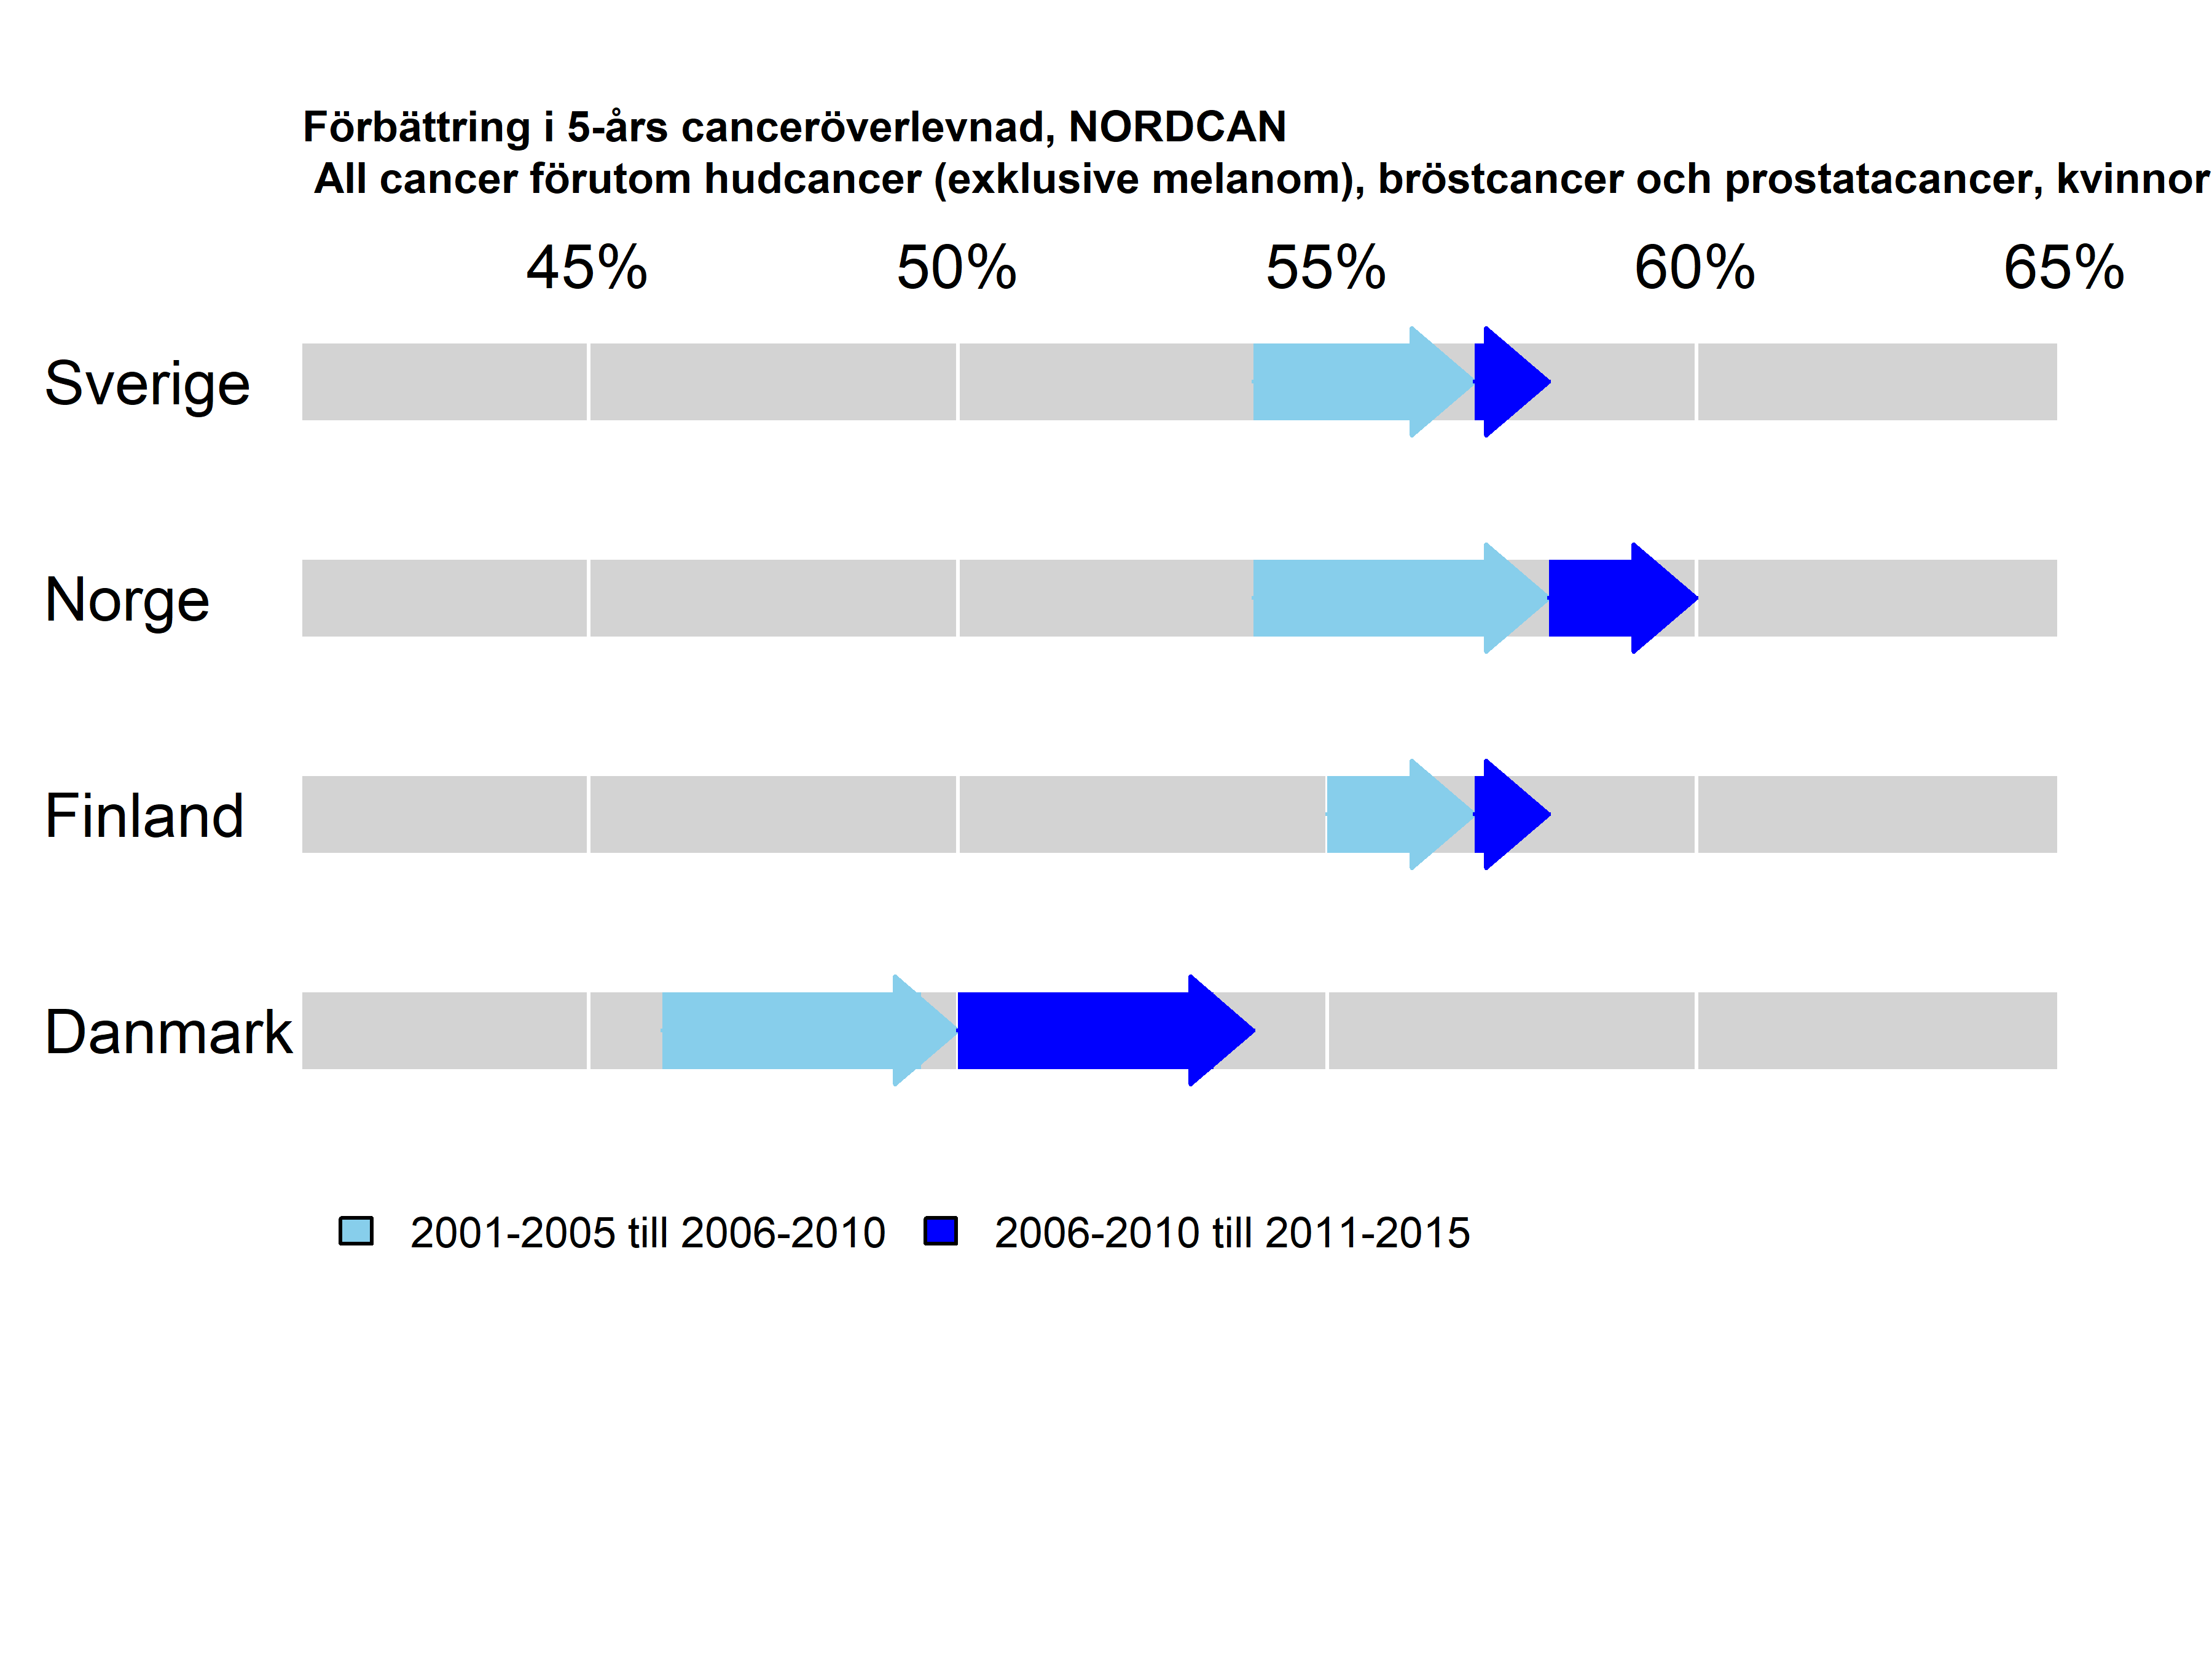 Förbättring i 5-års canceröverlevnad, NORDCAN
All cancer förutom hudcancer (exklusive melanom), bröstcancer och prostatacancer, kvinnor
45% 50% 55% 60% 65%
Sverige
Norge
Finland
Danmark
2001-2005 till 2006-2010 2006-2010 till 2011-2015